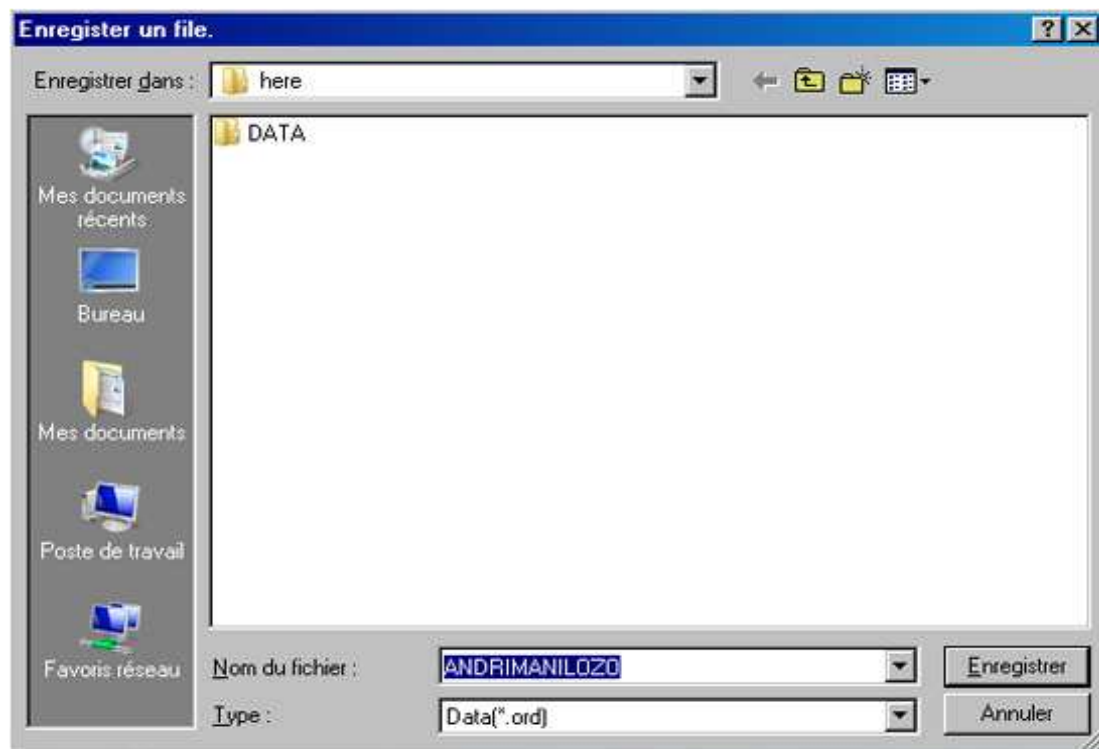 Enregister un file.
Enregistrer dans :
here
DATA
Mes documents
récents
Bureau
Mes documents
Poste de travail
Favoris réseau
Nom du fichier :
ANDRIMANILOZO
Enregistrer
Type :
Data(*.ord)
Annuler